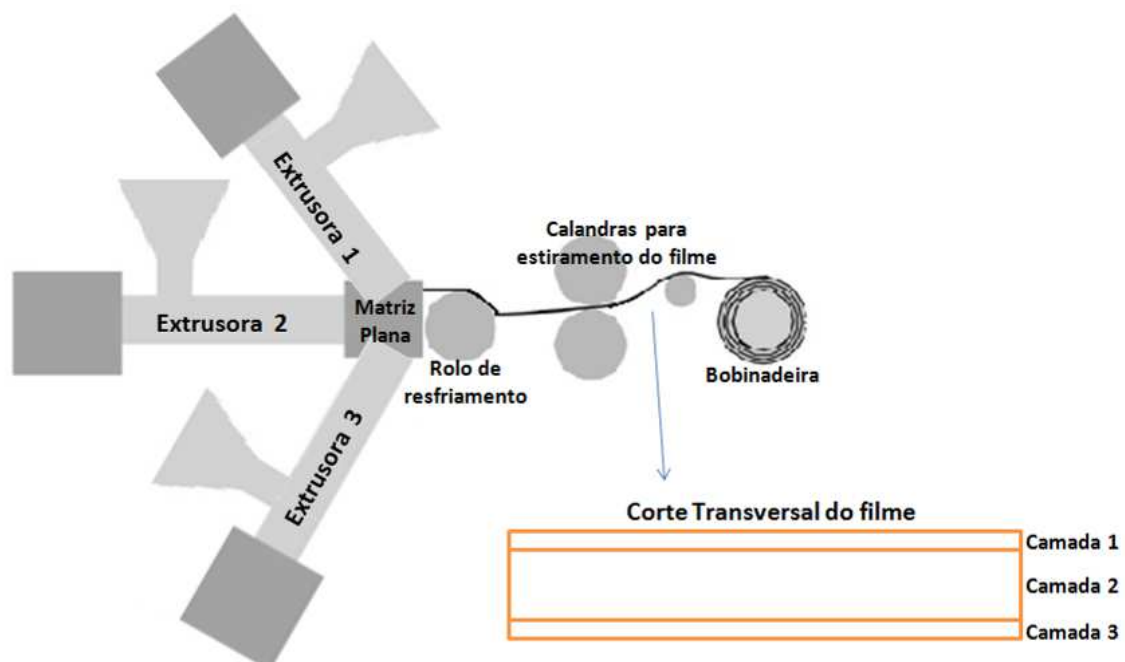 Extrusora 1
Calandras para
estiramento do filme
Extrusora 2
Matriz
Plana
Rolo de
resfriamento
Bobinadeira
Extrusora 3
Corte Transversal do filme
Camada 1
Camada 2
Camada 3